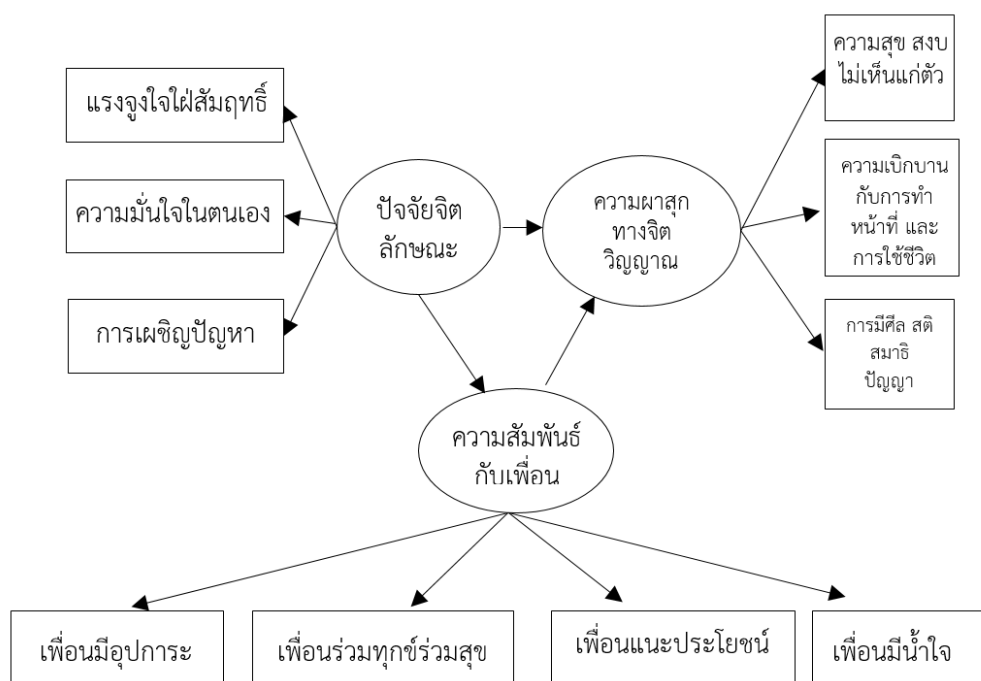 แรงจูงใจใฝ่สัมฤทธิ์
ความมั่นใจในตนเอง
การเผชิญปัญหา
ปัจจัยจิต
ลักษณะ
ความผาสุก
ทางจิต
วิญญาณ
ความสุข สงบ
ไม่เห็นแก่ตัว
ความเบิกบาน
กับการทำ
หน้าที่ และ
การใช้ชีวิต
การมีศีล สติ
สมาธิ
ปัญญา
ความสัมพันธ์
กับเพื่อน
เพื่อนมีอุปการะ
เพื่อนร่วมทุกข์ร่วมสุข
เพื่อนแนะประโยชน์
เพื่อนมีน้ำใจ